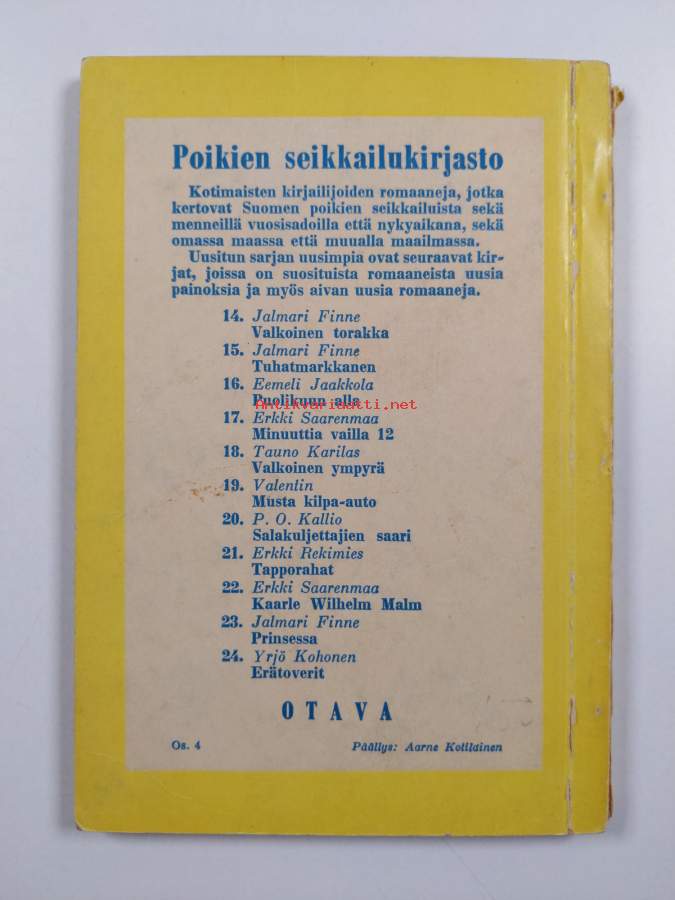 Poikien seikkailukirjasto
Kotimaisten kirjailijoiden romaaneja, jotka
kertovat Suomen poikien seikkailuista sekä
menneillä vuosisadoilla että nykyaikana, sekä
omassa maassa että muualla maailmassa.
Uusitun sarjan uusimpia ovat seuraavat kir-
jat, joissa on suosituista romaaneista uusia
painoksia ja myös aivan uusia romaaneja.
14. Jalmari Finne
Valkoinen torakka
15. Jalmari Finne
Tuhatmarkkanen
16. Eemeli Jaakkola
Puolikuun alla
Antikvariaatti.net
17. Erkki Saarenmaa
Minuuttia vailla 12
18. Tauno Karilas
Valkoinen ympyrä
19. Valentin
Musta kilpa-auto
20. P. O. Kallio
Salakuljettajien saari
21. Erkki Rekimies
Tapporahat
22. Erkki Saarenmaa
Kaarle Wilhelm Malm
23. Jalmari Finne
Prinsessa
24. Yrjö Kohonen
Erätoverit
OTAVA
Os. 4 Päällys: Aarne Kotilainen